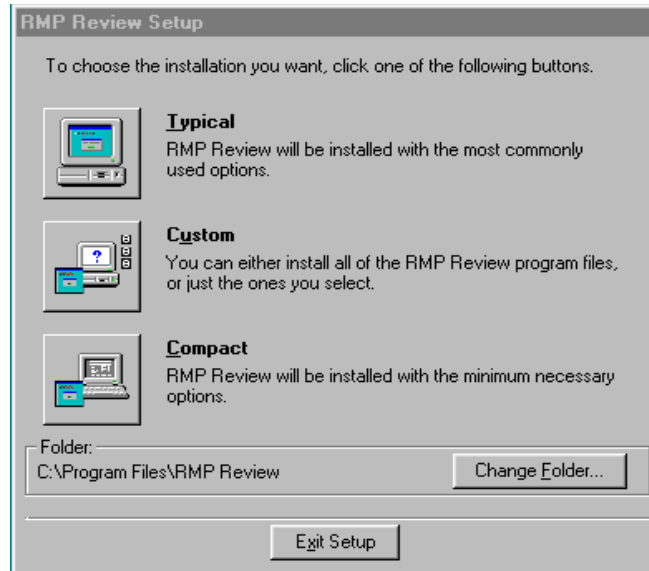 RMP Review Setup
To choose the installation you want, click one of the following buttons.
Typical
RMP Review will be installed with the most commonly
used options.
Custom
You can either install all of the RMP Review program files,
or just the ones you select.
Compact
RMP Review will be installed with the minimum necessary
options.
Folder:
C:\Program Files\RMP Review
Change Folder...
Exit Setup